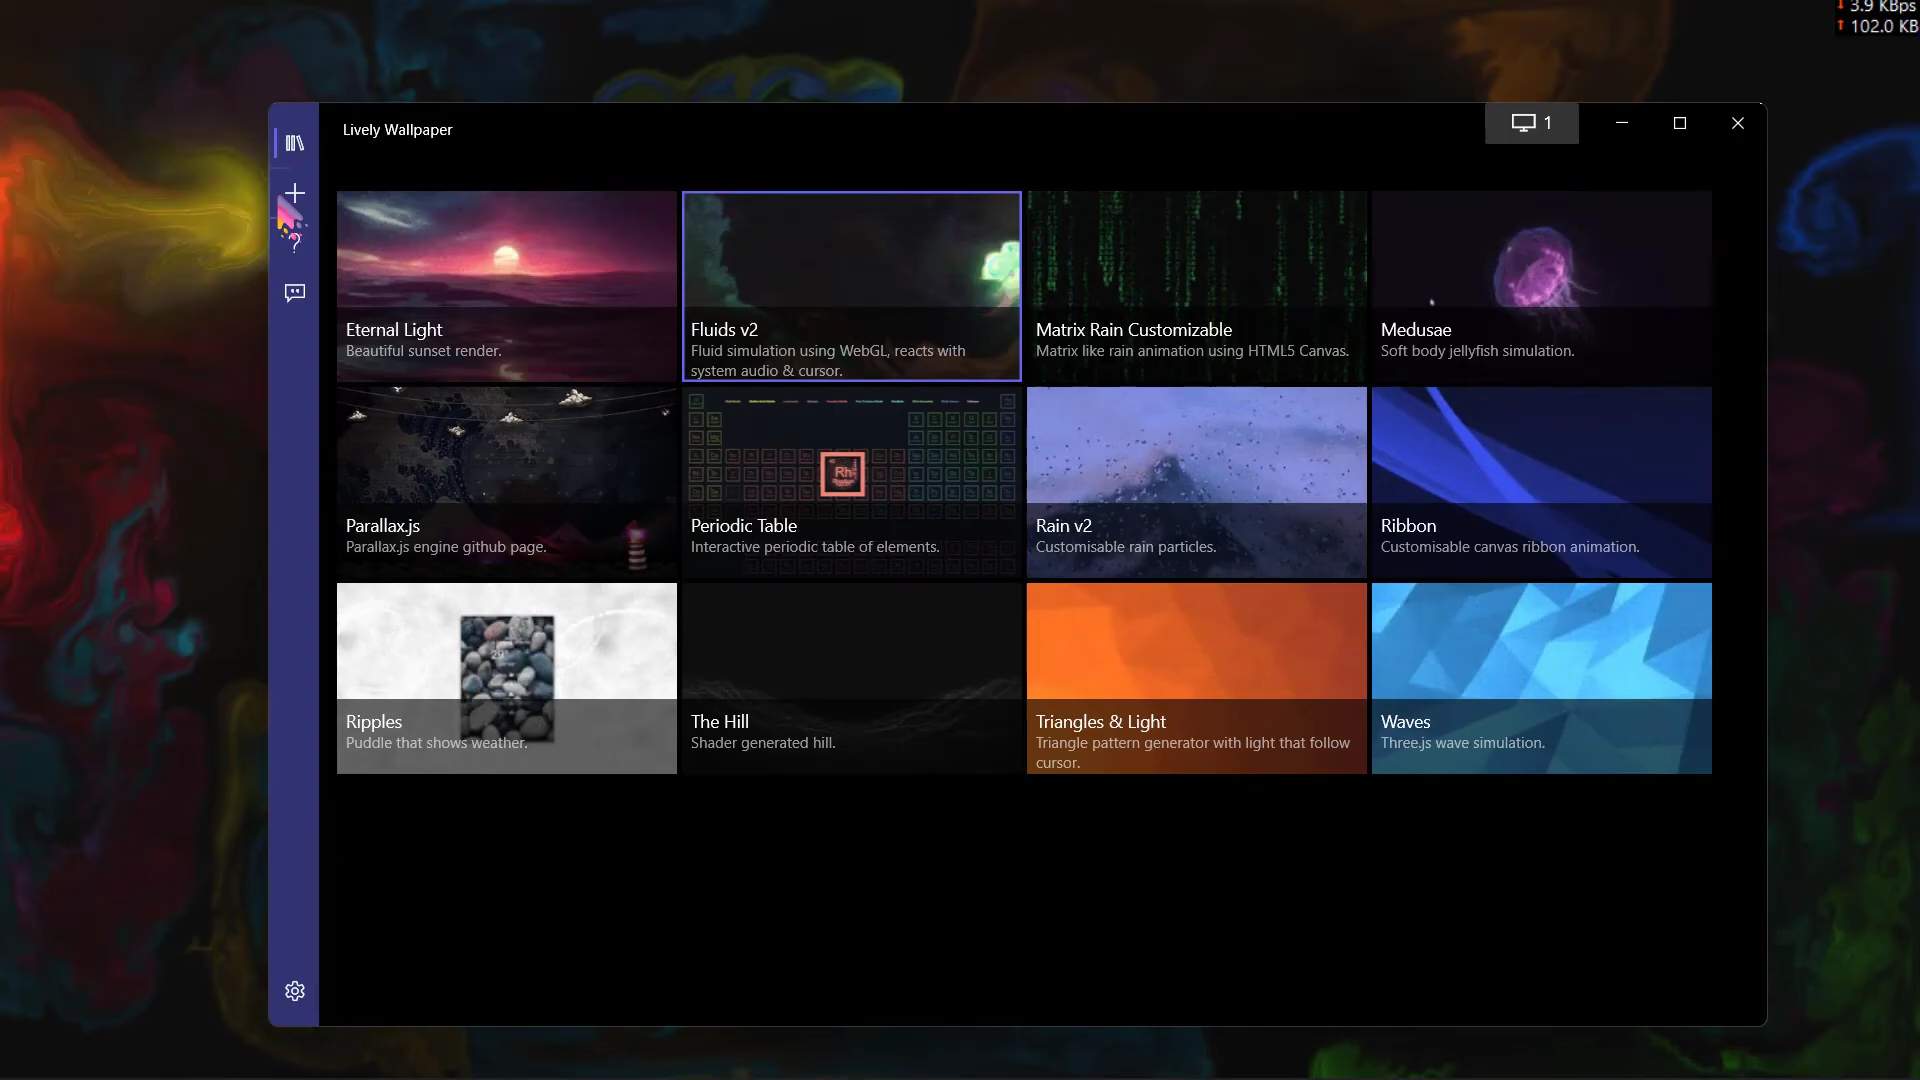 3.9 KBps
102.0 KB
Lively Wallpaper
1
Eternal Light
Beautiful sunset render.
Fluids v2
Fluid simulation using WebGL, reacts with
system audio & cursor.
Matrix Rain Customizable
Matrix like rain animation using HTML5 Canvas.
Medusae
Soft body jellyfish simulation.
Rh
Parallax.js
Parallax.js engine github page.
Periodic Table
Interactive periodic table of elements.
Rain v2
Customisable rain particles.
Ribbon
Customisable canvas ribbon animation.
29
Ripples
Puddle that shows weather.
The Hill
Shader generated hill.
Triangles & Light
Triangle pattern generator with light that follow
cursor.
Waves
Three.js wave simulation.